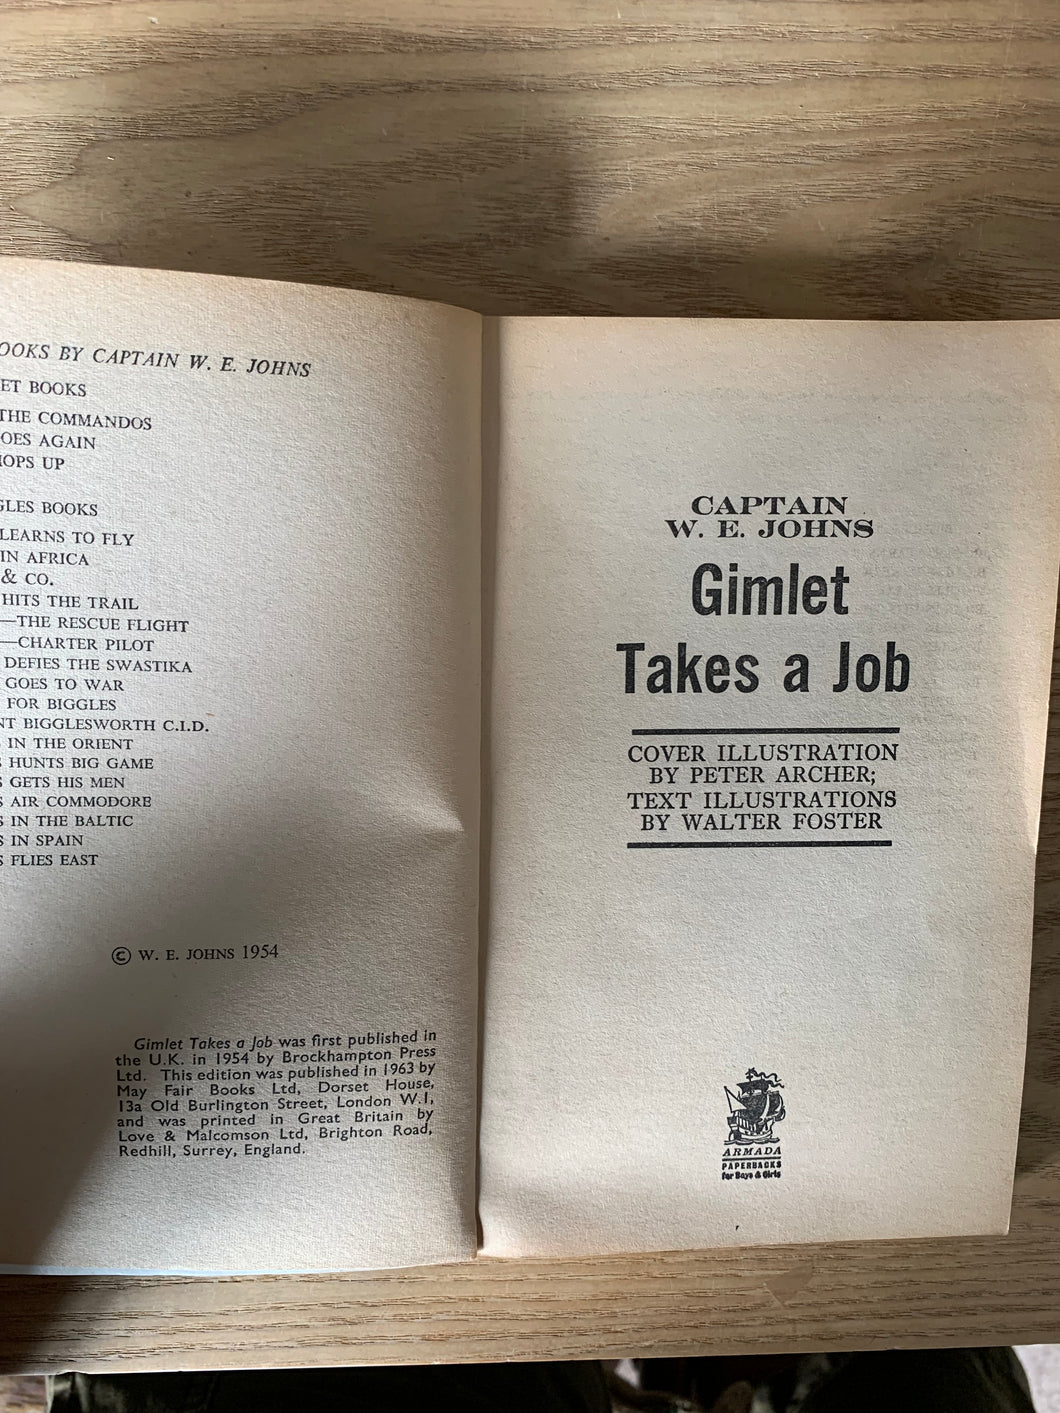 BY CAPTAIN W. E. JOHNS
BOOKS
THE COMMANDOS
AGAIN
UP
BOOKS
LEARNS TO FLY
IN AFRICA
& CO.
HITS THE TRAIL
—THE RESCUE FLIGHT
—CHARTER PILOT
DEFIES THE SWASTIKA
GOES TO WAR
FOR BIGGLES
BIGGLESWORTH C.I.D.
IN THE ORIENT
HUNTS BIG GAME
GETS HIS MEN
AIR COMMODORE
IN THE BALTIC
IN SPAIN
FLIES EAST
© W. E. JOHNS 1954
Gimlet Takes a Job was first published in
the U.K. in 1954 by Brockhampton Press
Ltd. This edition was published in 1963 by
May Fair Books Ltd, Dorset House,
13a Old Burlington Street, London W.1,
and was printed in Great Britain by
Love & Malcomson Ltd, Brighton Road,
Redhill, Surrey, England.
CAPTAIN
W. E. JOHNS
Gimlet
Takes a Job
COVER ILLUSTRATION
BY PETER ARCHER;
TEXT ILLUSTRATIONS
BY WALTER FOSTER
ARMADA
PAPERBACKS
for Boys & Girls